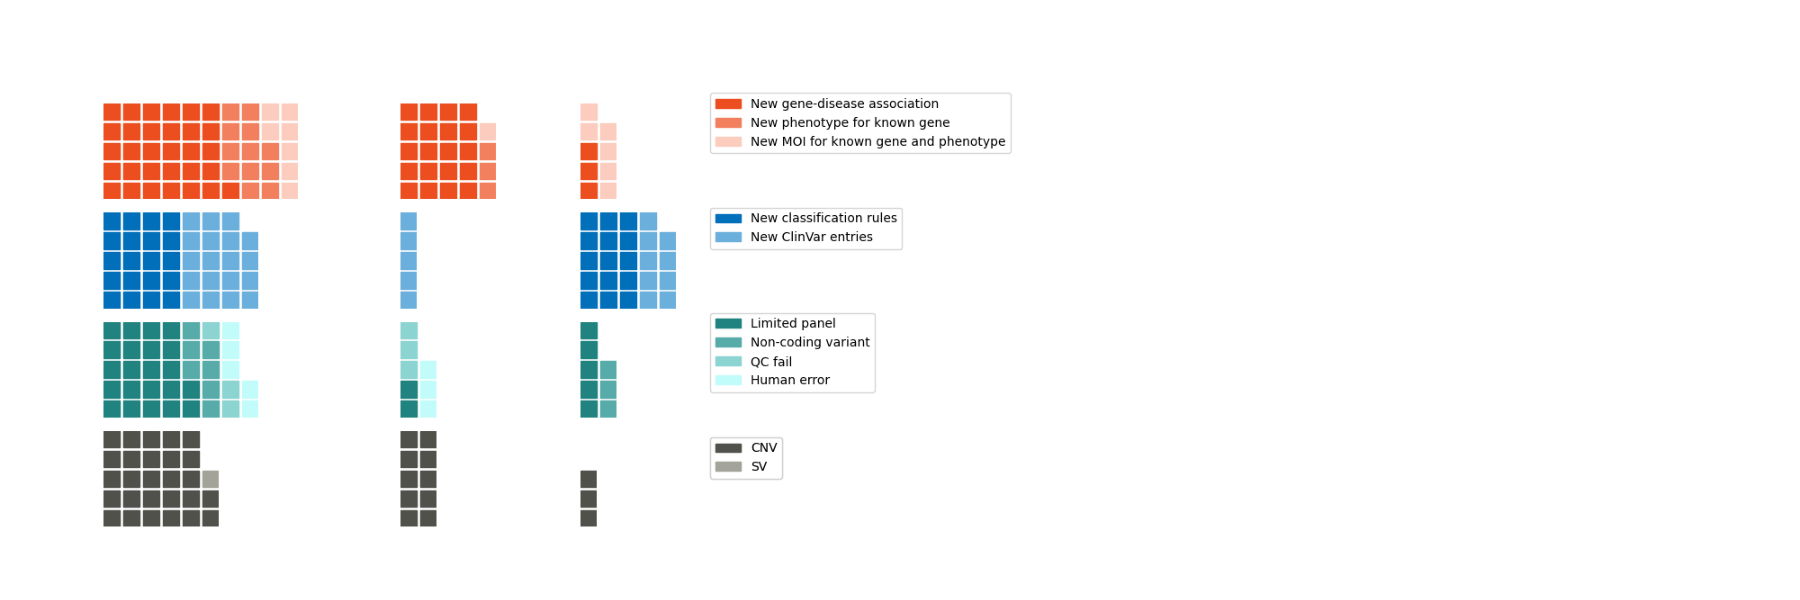 New gene-disease association
New phenotype for known gene
New MOI for known gene and phenotype
New classification rules
New ClinVar entries
Limited panel
Non-coding variant
QC fail
Human error
CNV
SV